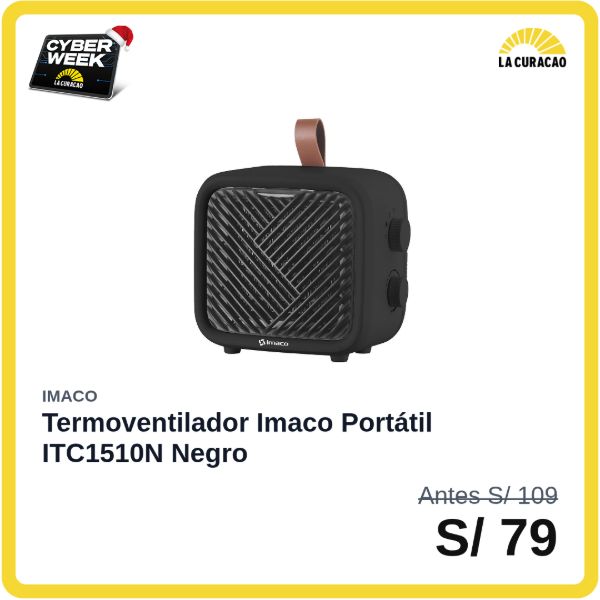 CYBER
WEEK
LA CURACAO
LA CURACAO
Imaco
IMACO
Termoventilador Imaco Portátil
ITC1510N Negro
Antes S/ 109
S/ 79